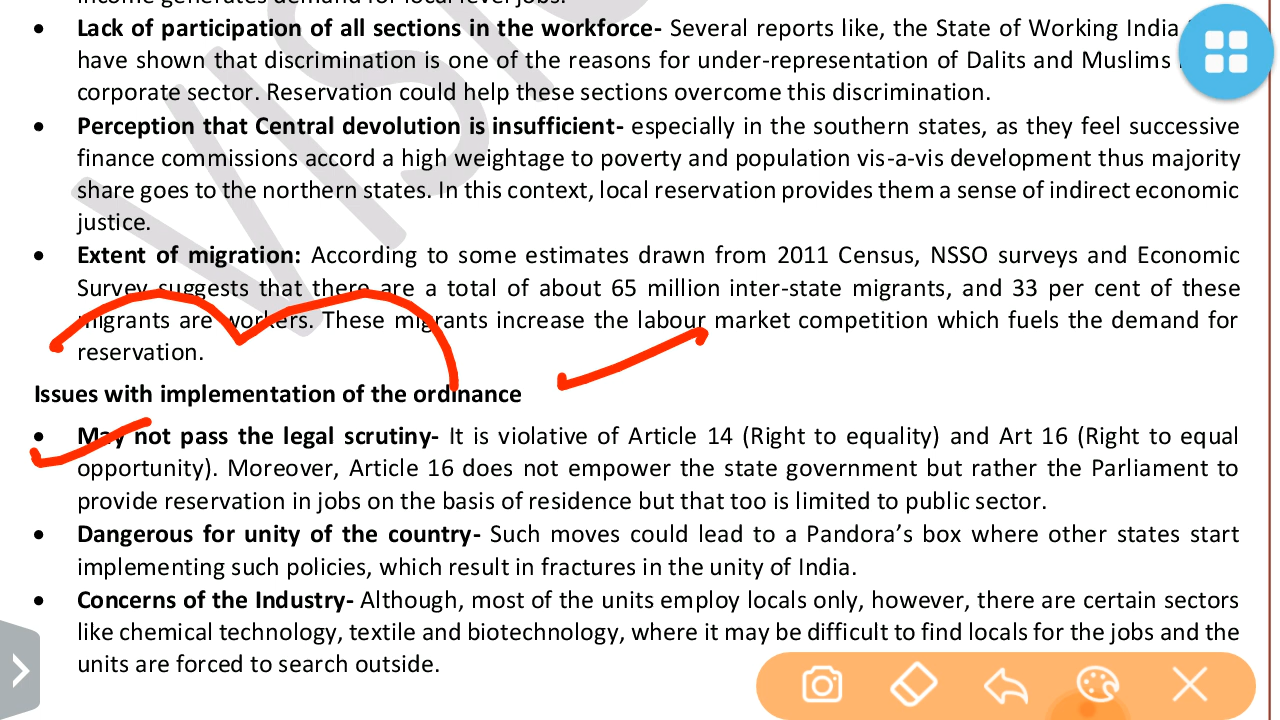 income generates demand for local level jobs.
• Lack of participation of all sections in the workforce- Several reports like, the State of Working India
have shown that discrimination is one of the reasons for under-representation of Dalits and Muslims
corporate sector. Reservation could help these sections overcome this discrimination.
• Perception that Central devolution is insufficient- especially in the southern states, as they feel successive
finance commissions accord a high weightage to poverty and population vis-a-vis development thus majority
share goes to the northern states. In this context, local reservation provides them a sense of indirect economic
justice.
• Extent of migration: According to some estimates drawn from 2011 Census, NSSO surveys and Economic
Survey suggests that there are a total of about 65 million inter-state migrants, and 33 per cent of these
migrants are workers. These migrants increase the labour market competition which fuels the demand for
reservation.
Issues with implementation of the ordinance
• May not pass the legal scrutiny- It is violative of Article 14 (Right to equality) and Art 16 (Right to equal
opportunity). Moreover, Article 16 does not empower the state government but rather the Parliament to
provide reservation in jobs on the basis of residence but that too is limited to public sector.
• Dangerous for unity of the country- Such moves could lead to a Pandora’s box where other states start
implementing such policies, which result in fractures in the unity of India.
• Concerns of the Industry- Although, most of the units employ locals only, however, there are certain sectors
like chemical technology, textile and biotechnology, where it may be difficult to find locals for the jobs and the
units are forced to search outside.